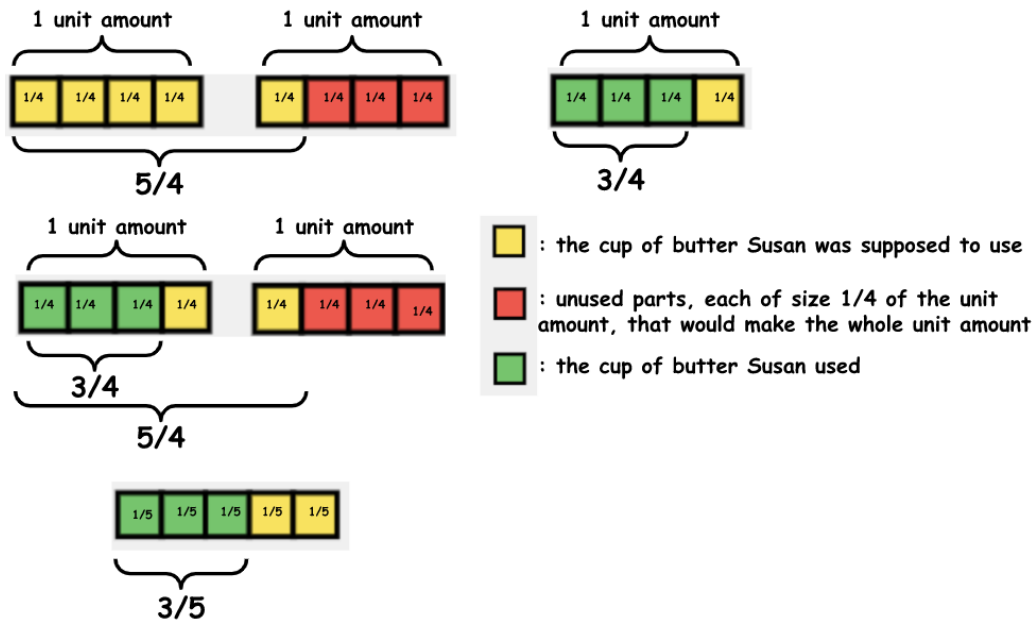 1 unit amount 1 unit amount 1 unit amount
1/4 1/4 1/4 1/4 1/4 1/4 1/4 1/4 1/4 1/4 1/4 1/4
5/4 3/4
1 unit amount 1 unit amount
1/4 1/4 1/4 1/4 1/4 1/4 1/4 1/4
3/4
5/4
: the cup of butter Susan was supposed to use
: unused parts, each of size 1/4 of the unit
amount, that would make the whole unit amount
: the cup of butter Susan used
1/5 1/5 1/5 1/5 1/5
3/5